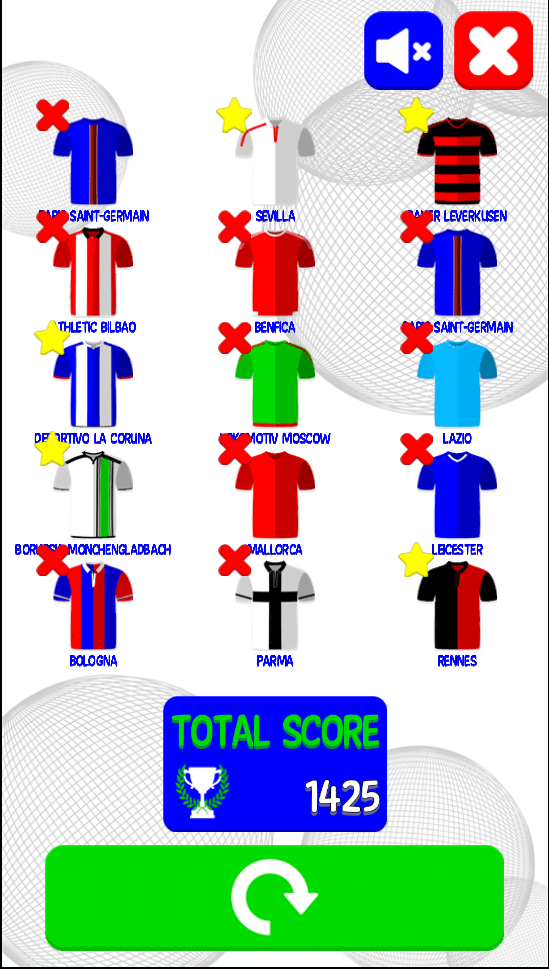 PARIS SAINT-GERMAIN
SEVILLA
BAYER LEVERKUSEN
ATHLETIC BILBAO
BENFICA
PARIS SAINT-GERMAIN
DEPORTIVO LA CORUNA
LOKOMOTIV MOSCOW
LAZIO
BORUSSIA MONCHENGLADBACH
MALLORCA
LEICESTER
BOLOGNA
PARMA
RENNES
TOTAL SCORE
1425